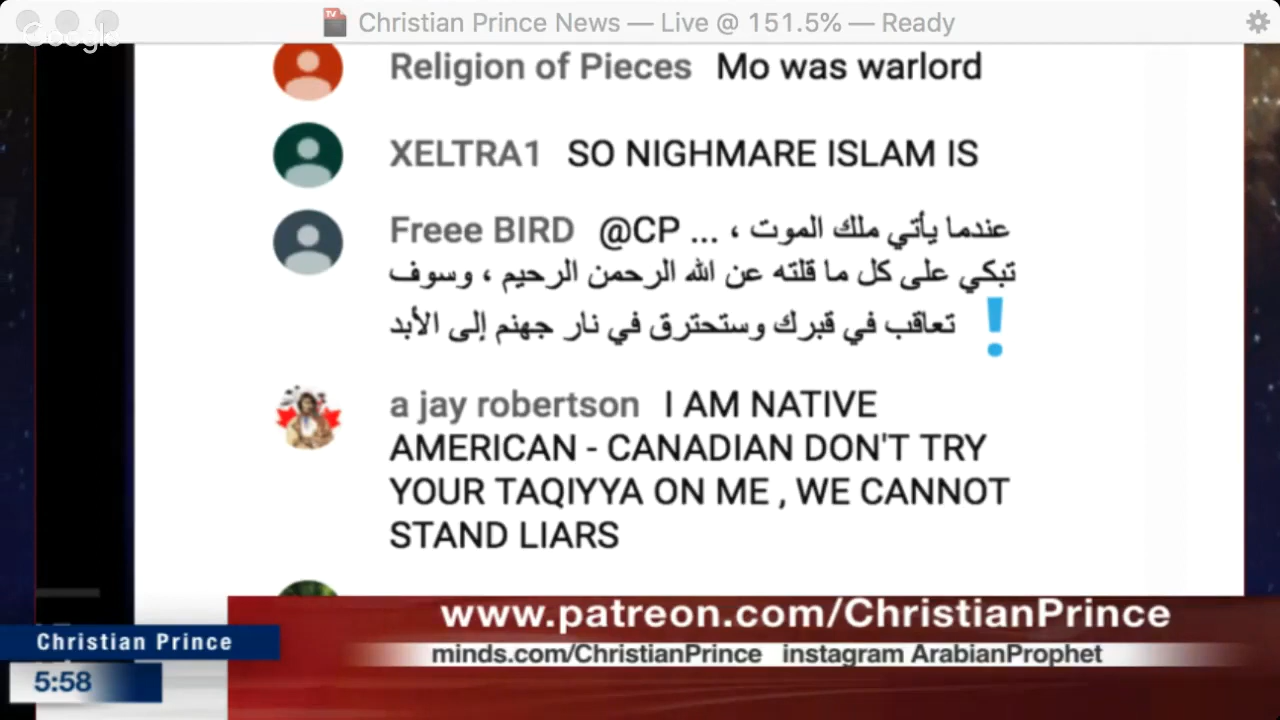 Christian Prince News — Live @ 151.5% — Ready
Google
Religion of Pieces Mo was warlord
XELTRA1 SO NIGHMARE ISLAM IS
Freee BIRD @CP ... عندما يأتي ملك الموت ،
تبكي على كل ما قلته عن الله الرحمن الرحيم ، وسوف
تعاقب في قبرك وستحترق في نار جهنم إلى الأبد
❗
a jay robertson I AM NATIVE
AMERICAN - CANADIAN DON'T TRY
YOUR TAQIYYA ON ME , WE CANNOT
STAND LIARS
www.patreon.com/ChristianPrince
Christian Prince
minds.com/ChristianPrince instagram ArabianProphet
5:58